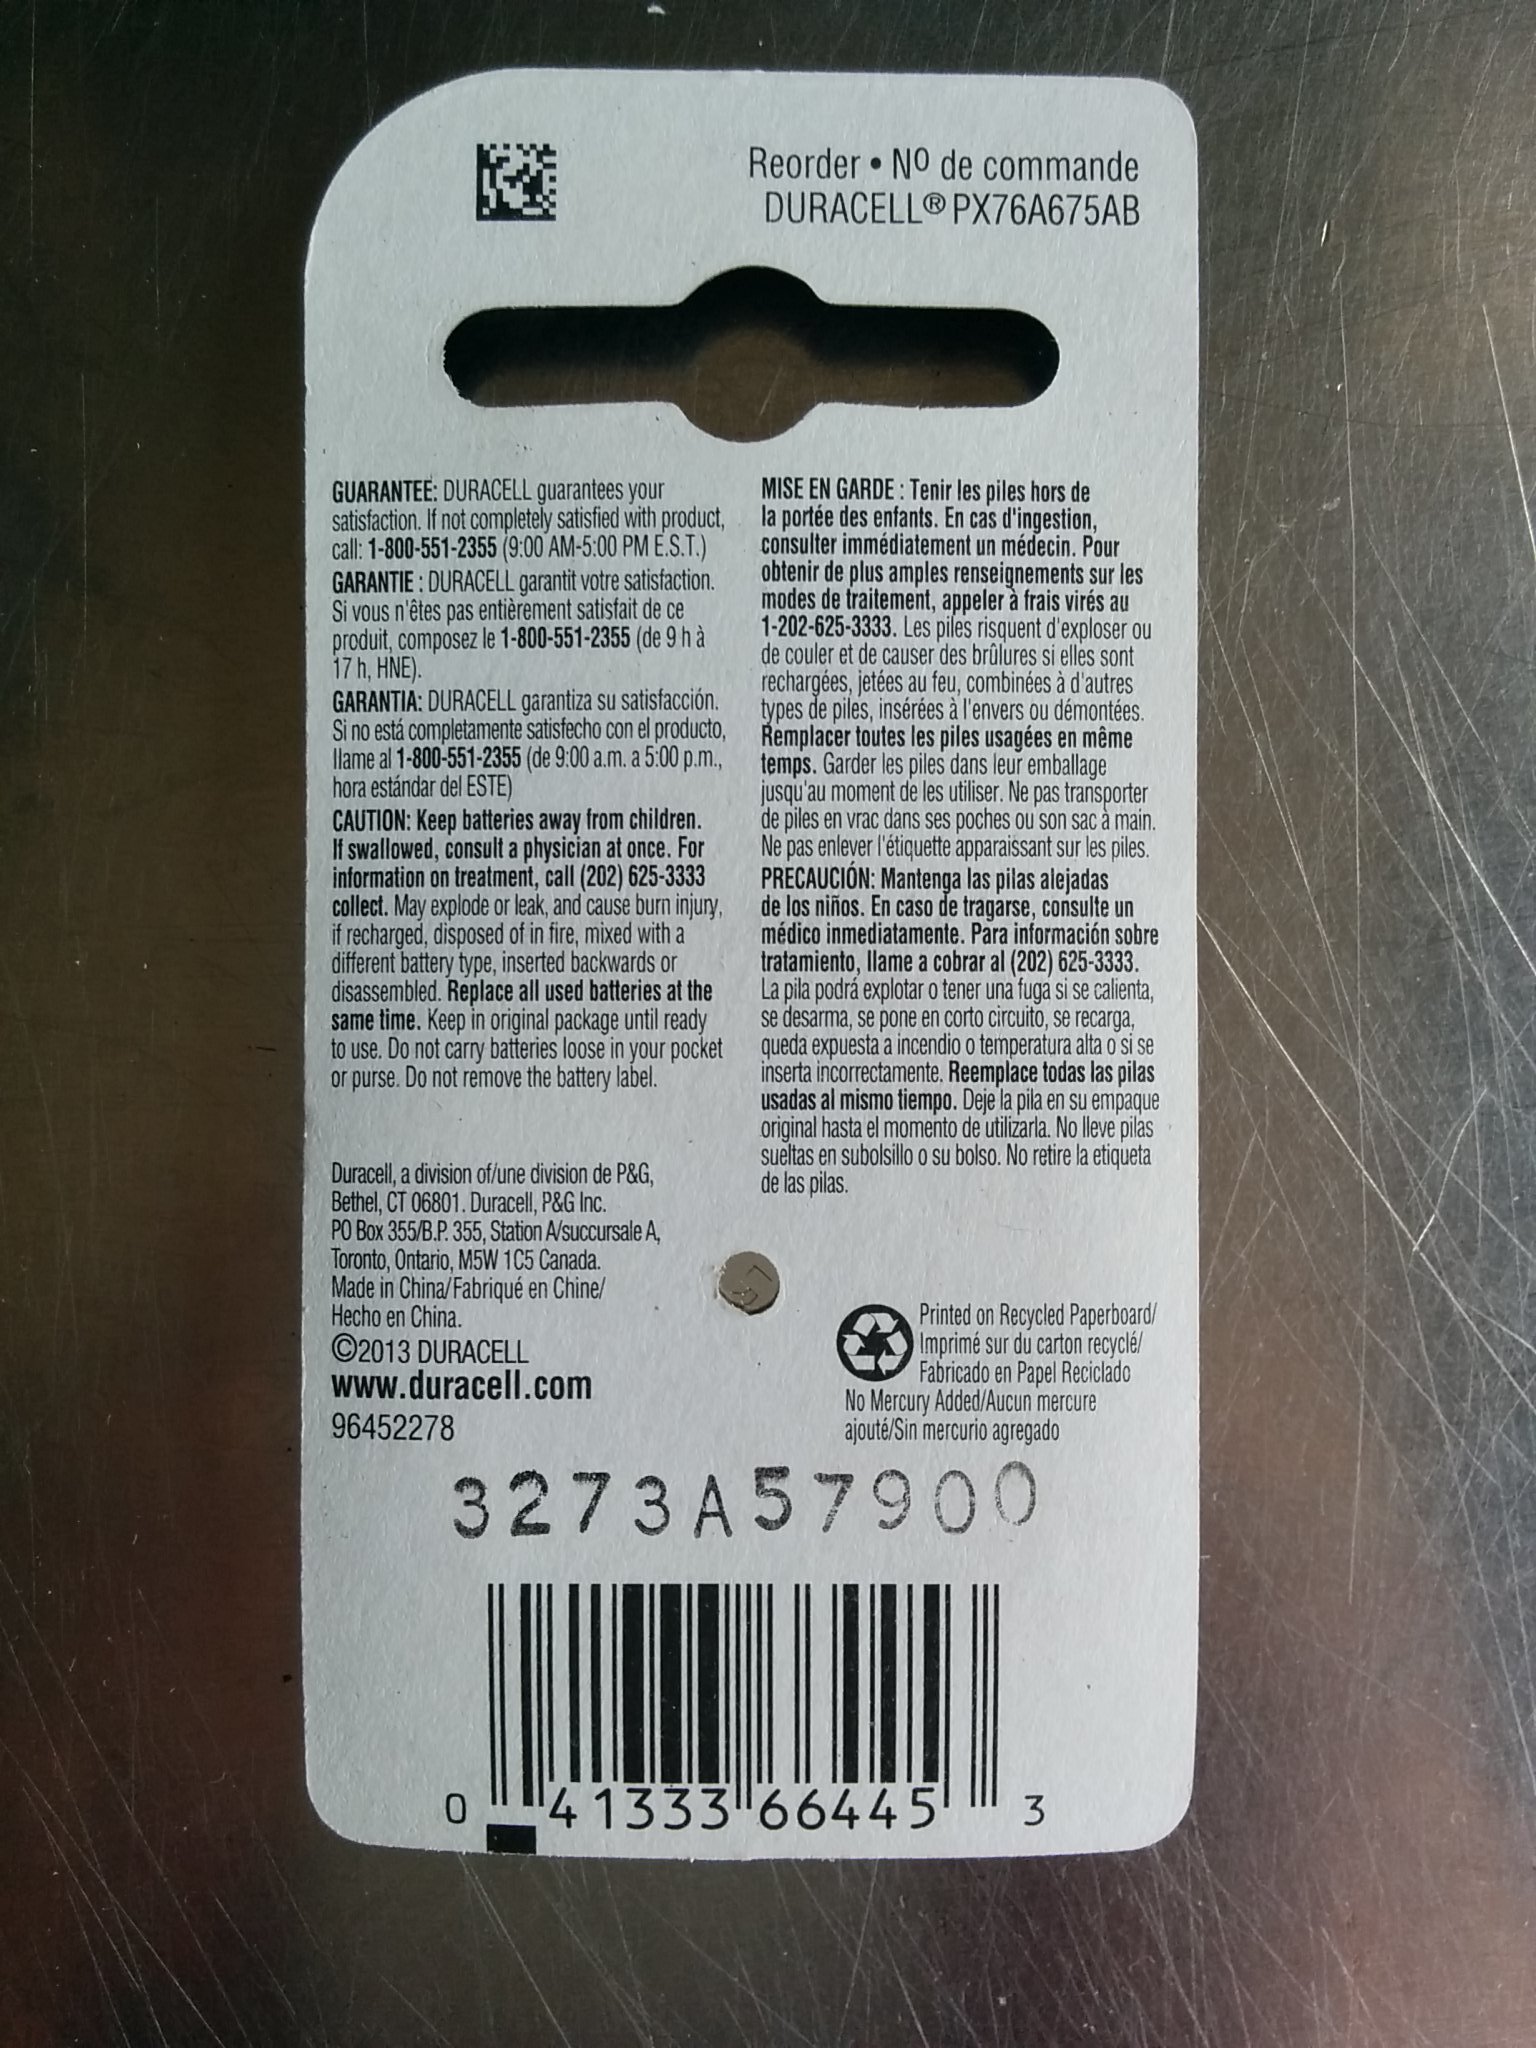 Reorder • Nº de commande
DURACELL® PX76A675AB
GUARANTEE: DURACELL guarantees your
satisfaction. If not completely satisfied with product,
call: 1-800-551-2355 (9:00 AM-5:00 PM E.S.T.)
GARANTIE : DURACELL garantit votre satisfaction.
Si vous n'êtes pas entièrement satisfait de ce
produit, composez le 1-800-551-2355 (de 9 h à
17 h, HNE).
GARANTIA: DURACELL garantiza su satisfacción.
Si no está completamente satisfecho con el producto,
llame al 1-800-551-2355 (de 9:00 a.m. a 5:00 p.m.,
hora estándar del ESTE)
CAUTION: Keep batteries away from children.
If swallowed, consult a physician at once. For
information on treatment, call (202) 625-3333
collect. May explode or leak, and cause burn injury,
if recharged, disposed of in fire, mixed with a
different battery type, inserted backwards or
disassembled. Replace all used batteries at the
same time. Keep in original package until ready
to use. Do not carry batteries loose in your pocket
or purse. Do not remove the battery label.
Duracell, a division of/une division de P&G,
Bethel, CT 06801. Duracell, P&G Inc.
PO Box 355/B.P. 355, Station A/succursale A,
Toronto, Ontario, M5W 1C5 Canada.
Made in China/Fabriqué en Chine/
Hecho en China.
©2013 DURACELL
www.duracell.com
96452278
MISE EN GARDE : Tenir les piles hors de
la portée des enfants. En cas d'ingestion,
consulter immédiatement un médecin. Pour
obtenir de plus amples renseignements sur les
modes de traitement, appeler à frais virés au
1-202-625-3333. Les piles risquent d'exploser ou
de couler et de causer des brûlures si elles sont
rechargées, jetées au feu, combinées à d'autres
types de piles, insérées à l'envers ou démontées.
Remplacer toutes les piles usagées en même
temps. Garder les piles dans leur emballage
jusqu'au moment de les utiliser. Ne pas transporter
de piles en vrac dans ses poches ou son sac à main.
Ne pas enlever l'étiquette apparaissant sur les piles.
PRECAUCIÓN: Mantenga las pilas alejadas
de los niños. En caso de tragarse, consulte un
médico inmediatamente. Para información sobre
tratamiento, llame a cobrar al (202) 625-3333.
La pila podrá explotar o tener una fuga si se calienta,
se desarma, se pone en corto circuito, se recarga,
queda expuesta a incendio o temperatura alta o si se
inserta incorrectamente. Reemplace todas las pilas
usadas al mismo tiempo. Deje la pila en su empaque
original hasta el momento de utilizarla. No lleve pilas
sueltas en subolsillo o su bolso. No retire la etiqueta
de las pilas.
Printed on Recycled Paperboard/
Imprimé sur du carton recyclé/
Fabricado en Papel Reciclado
No Mercury Added/Aucun mercure
ajouté/Sin mercurio agregado
3273A57900
0 41333 66445 3